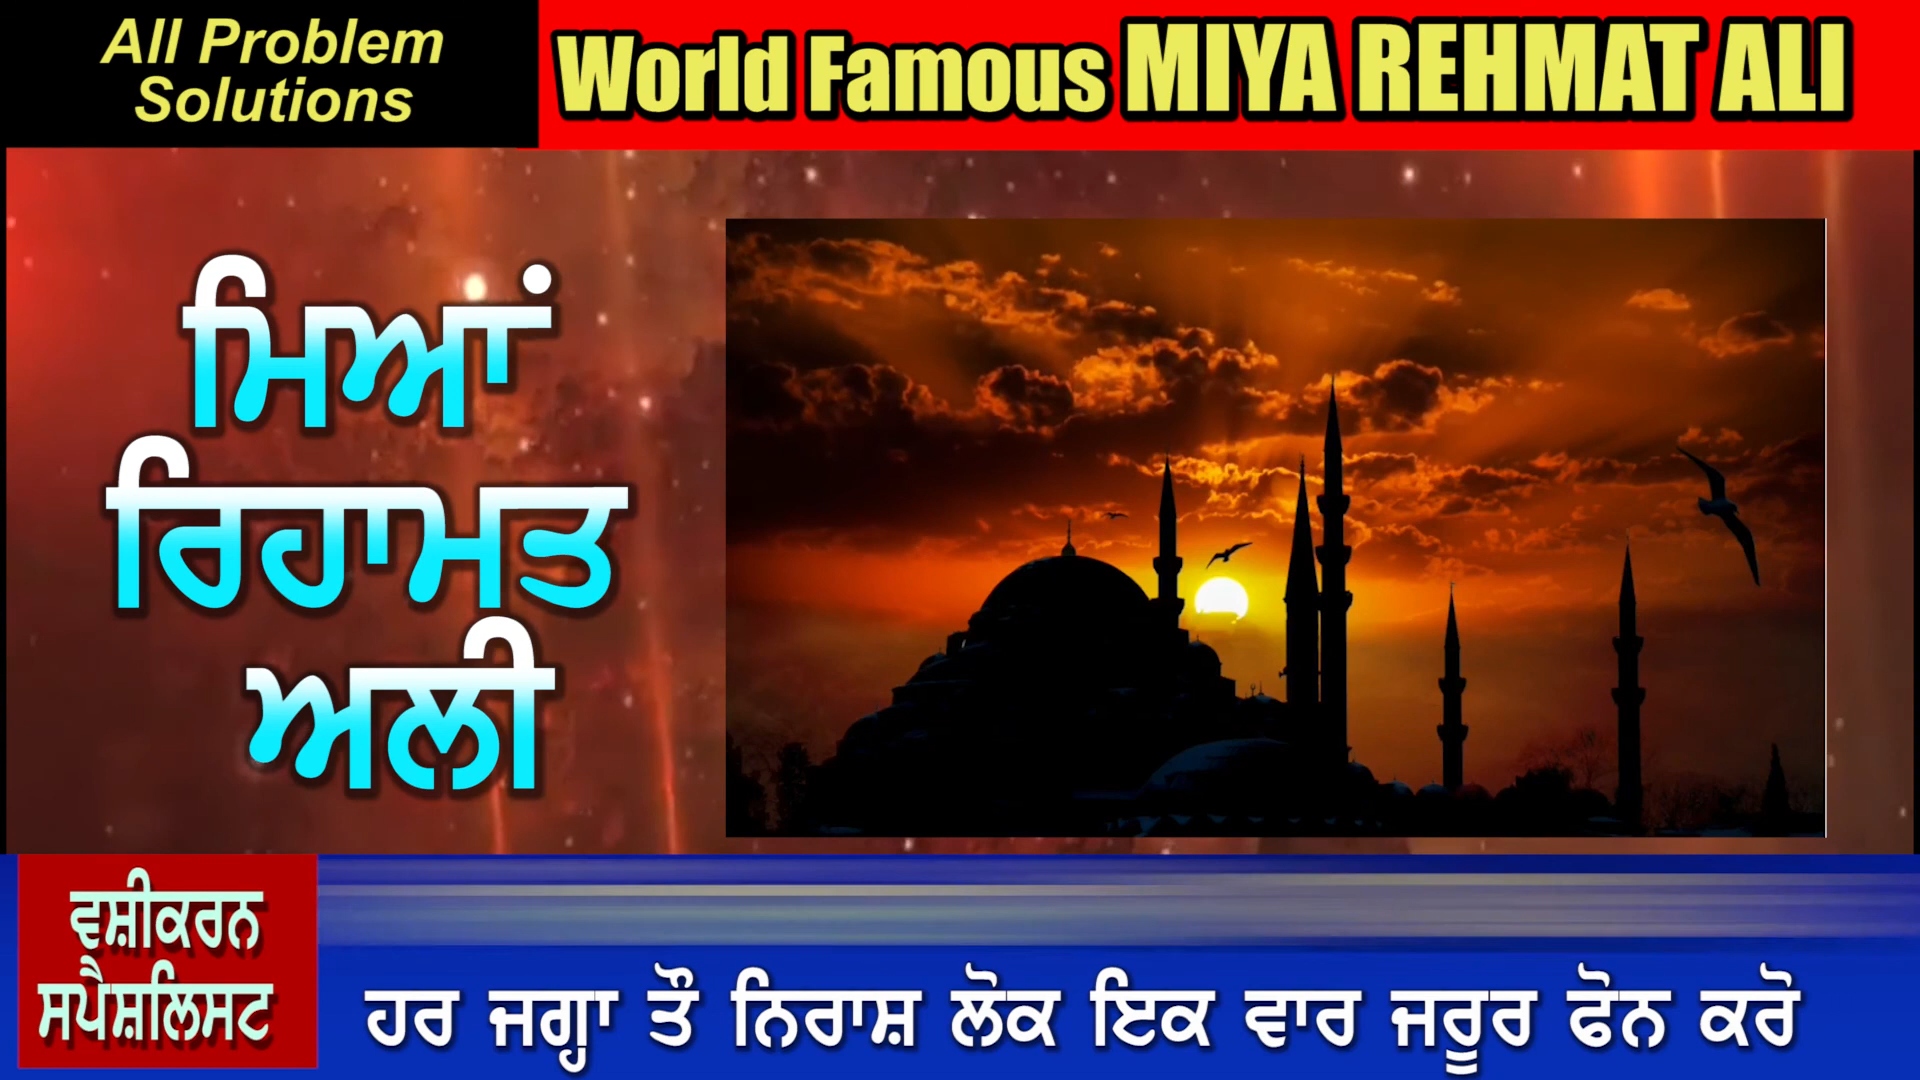 All Problem
Solutions
World Famous MIYA REHMAT ALI
ਮਿਆਂ
ਰਿਹਾਮਤ
ਅਲੀ
ਵਸ਼ੀਕਰਨ
ਸਪੈਸ਼ਲਿਸਟ
ਹਰ ਜਗ੍ਹਾ ਤੌ ਨਿਰਾਸ਼ ਲੋਕ ਇਕ ਵਾਰ ਜਰੂਰ ਫੋਨ ਕਰੋ